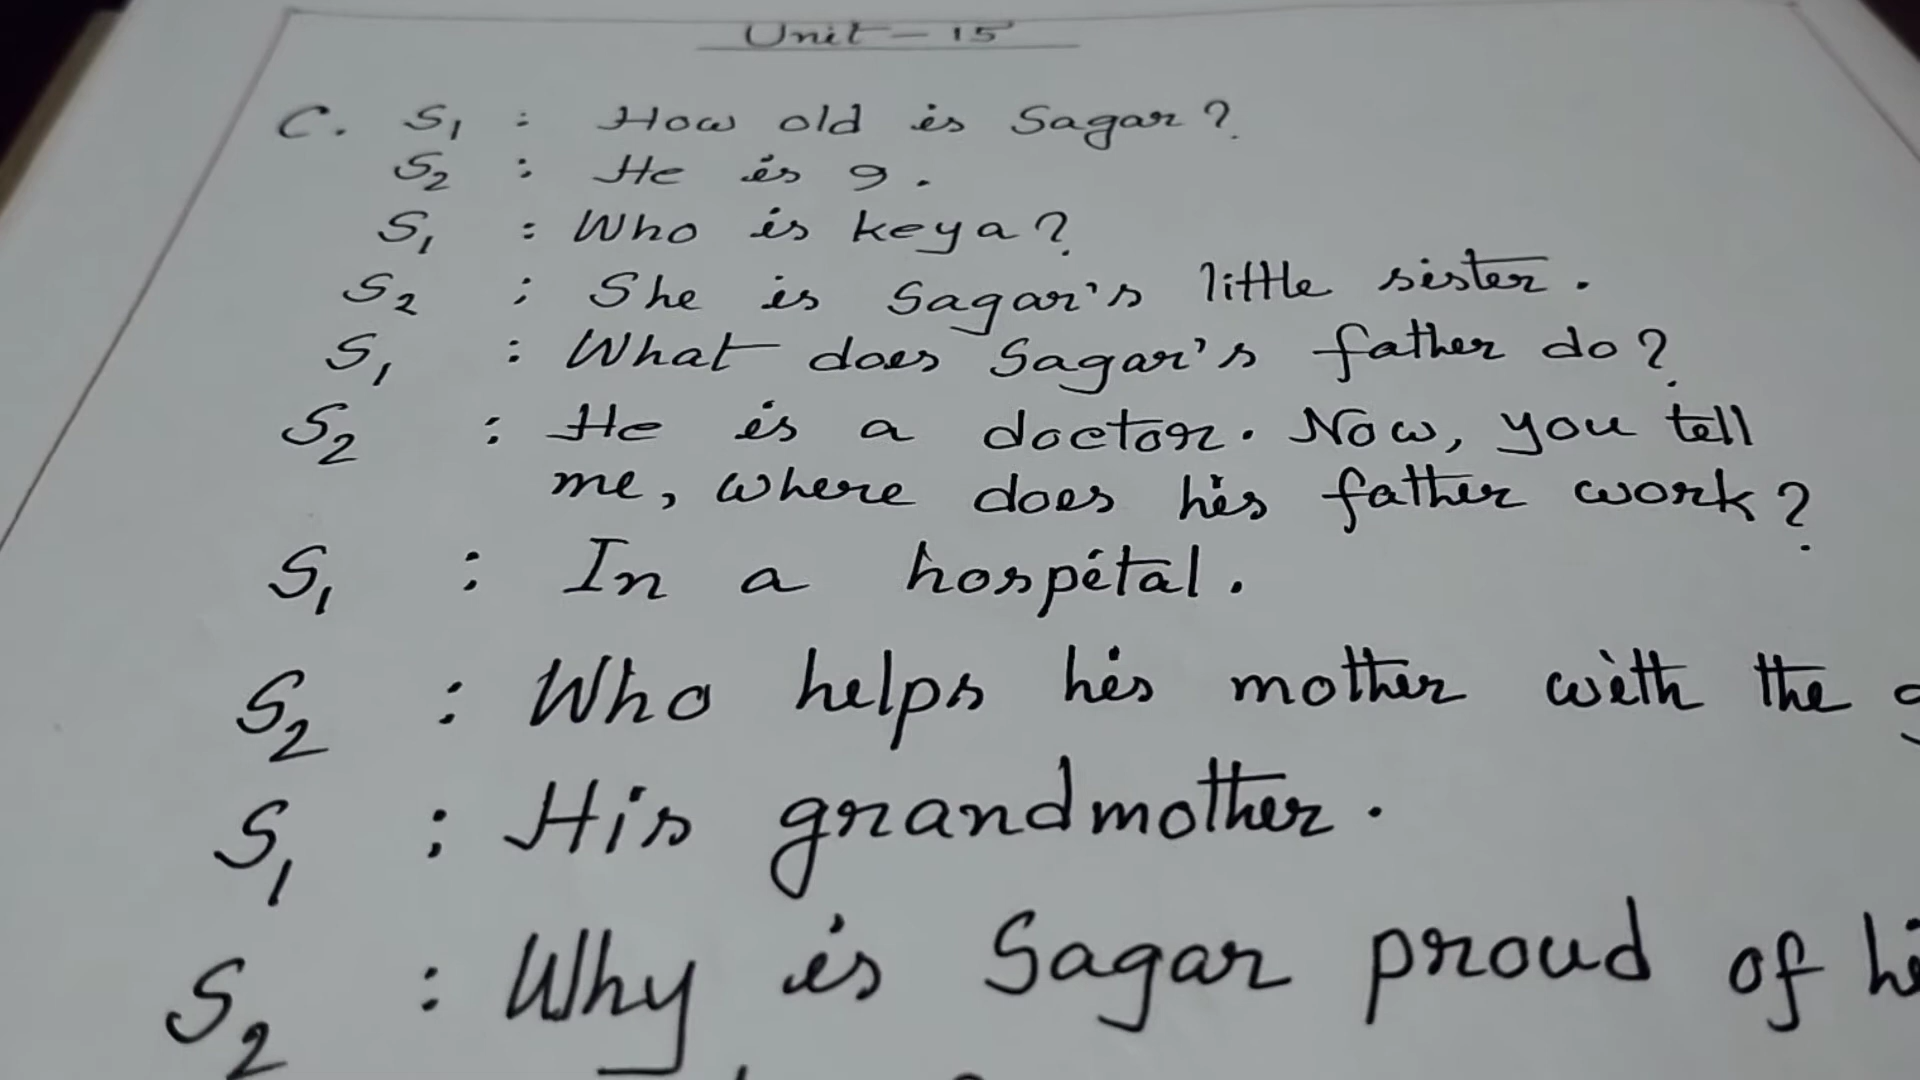 Unit - 15
C. S1 : How old is Sagar?
S2 : He is 9.
S1 : Who is keya?
S2 : She is Sagar's little sister.
S1 : What does Sagar's father do?
S2 : He is a doctor. Now, you tell
me, where does his father work?
S1 : In a hospital.
S2 : Who helps his mother with the
S1 : His grandmother.
S2 : Why is Sagar proud of